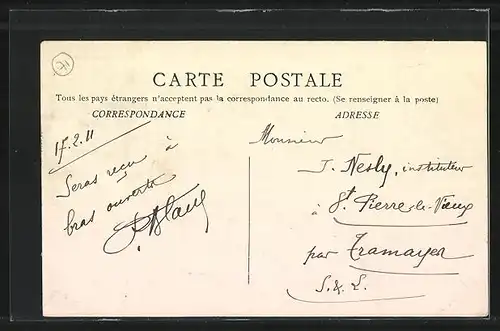 71
CARTE POSTALE
Tous les pays étrangers n'acceptent pas la correspondance au recto. (Se renseigner à la poste)
CORRESPONDANCE
ADRESSE
17.2.11
Seras reçu à
bras ouverts
Monsieur
J. Nesly, instituteur
à St Pierre-le-Vieux
par Tramayes
S.&L.